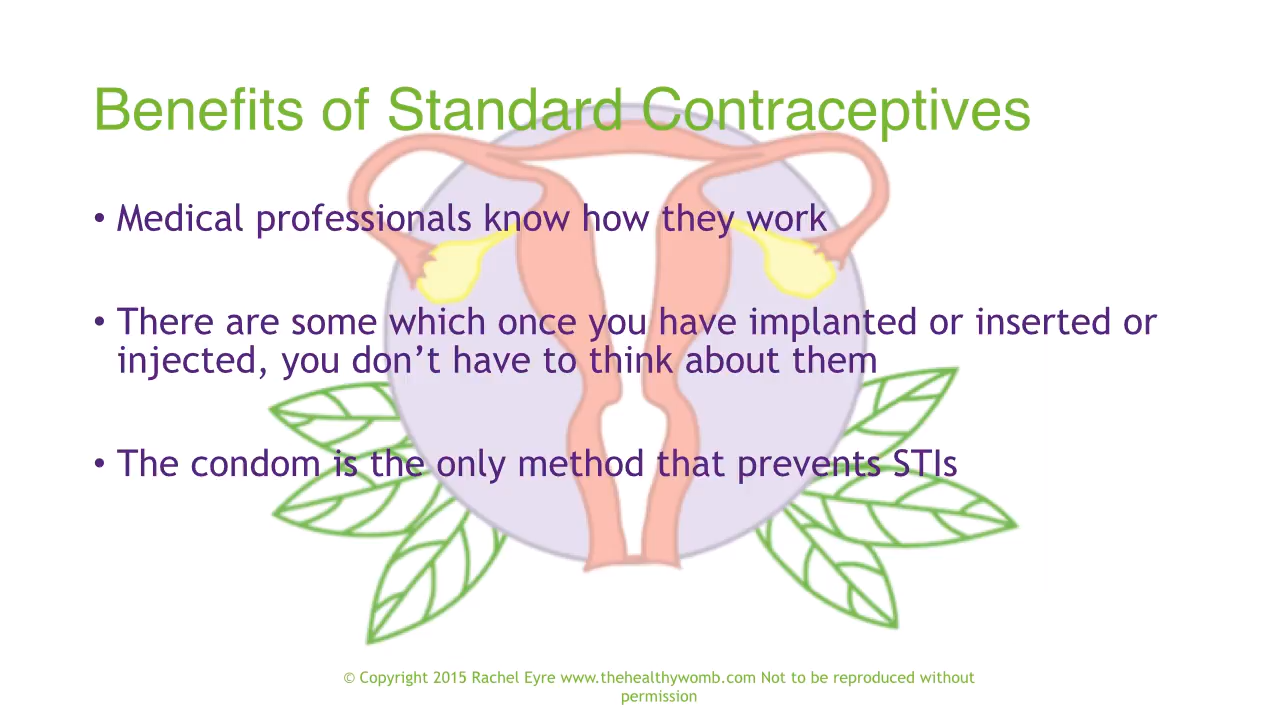 Benefits of Standard Contraceptives
• Medical professionals know how they work
• There are some which once you have implanted or inserted or
injected, you don’t have to think about them
• The condom is the only method that prevents STIs
© Copyright 2015 Rachel Eyre www.thehealthywomb.com Not to be reproduced without
permission